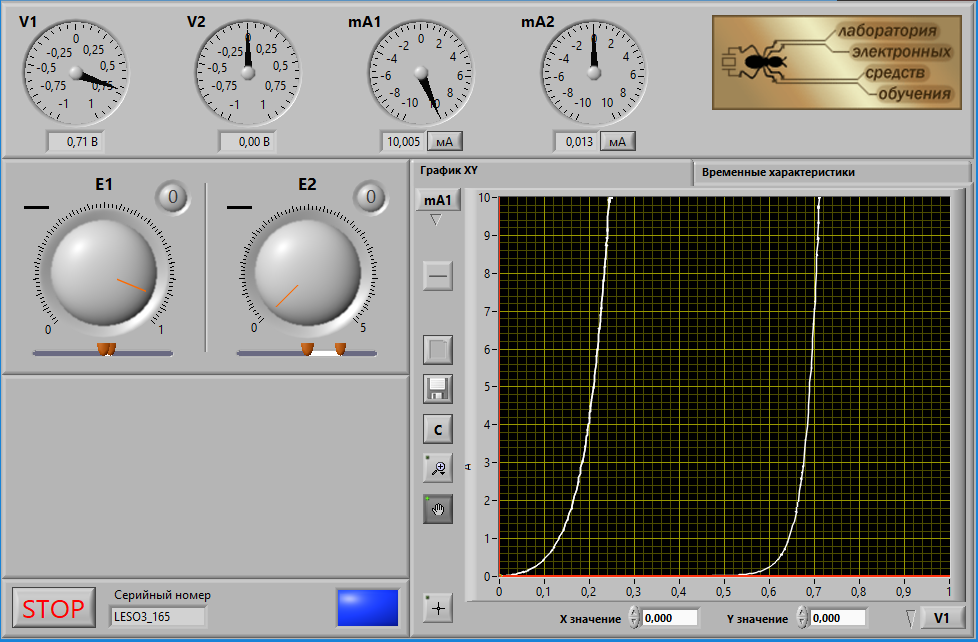 V1
0
-0,25 0,25
-0,5 0,5
-0,75 0,75
-1 1
0,71 В
V2
0
-0,25 0,25
-0,5 0,5
-0,75 0,75
-1 1
0,00 В
mA1
0
-2 2
-4 4
-6 6
-8 8
-10 10
10,005 мА
mA2
0
-2 2
-4 4
-6 6
-8 8
-10 10
0,013 мА
лаборатория
электронных
средств
обучения
E1
0
0 1
E2
0
0 5
График XY
Временные характеристики
mA1
C
A
10
9
8
7
6
5
4
3
2
1
0
0 0,1 0,2 0,3 0,4 0,5 0,6 0,7 0,8 0,9 1
X значение 0,000 Y значение 0,000 V1
STOP
Серийный номер
LESO3_165